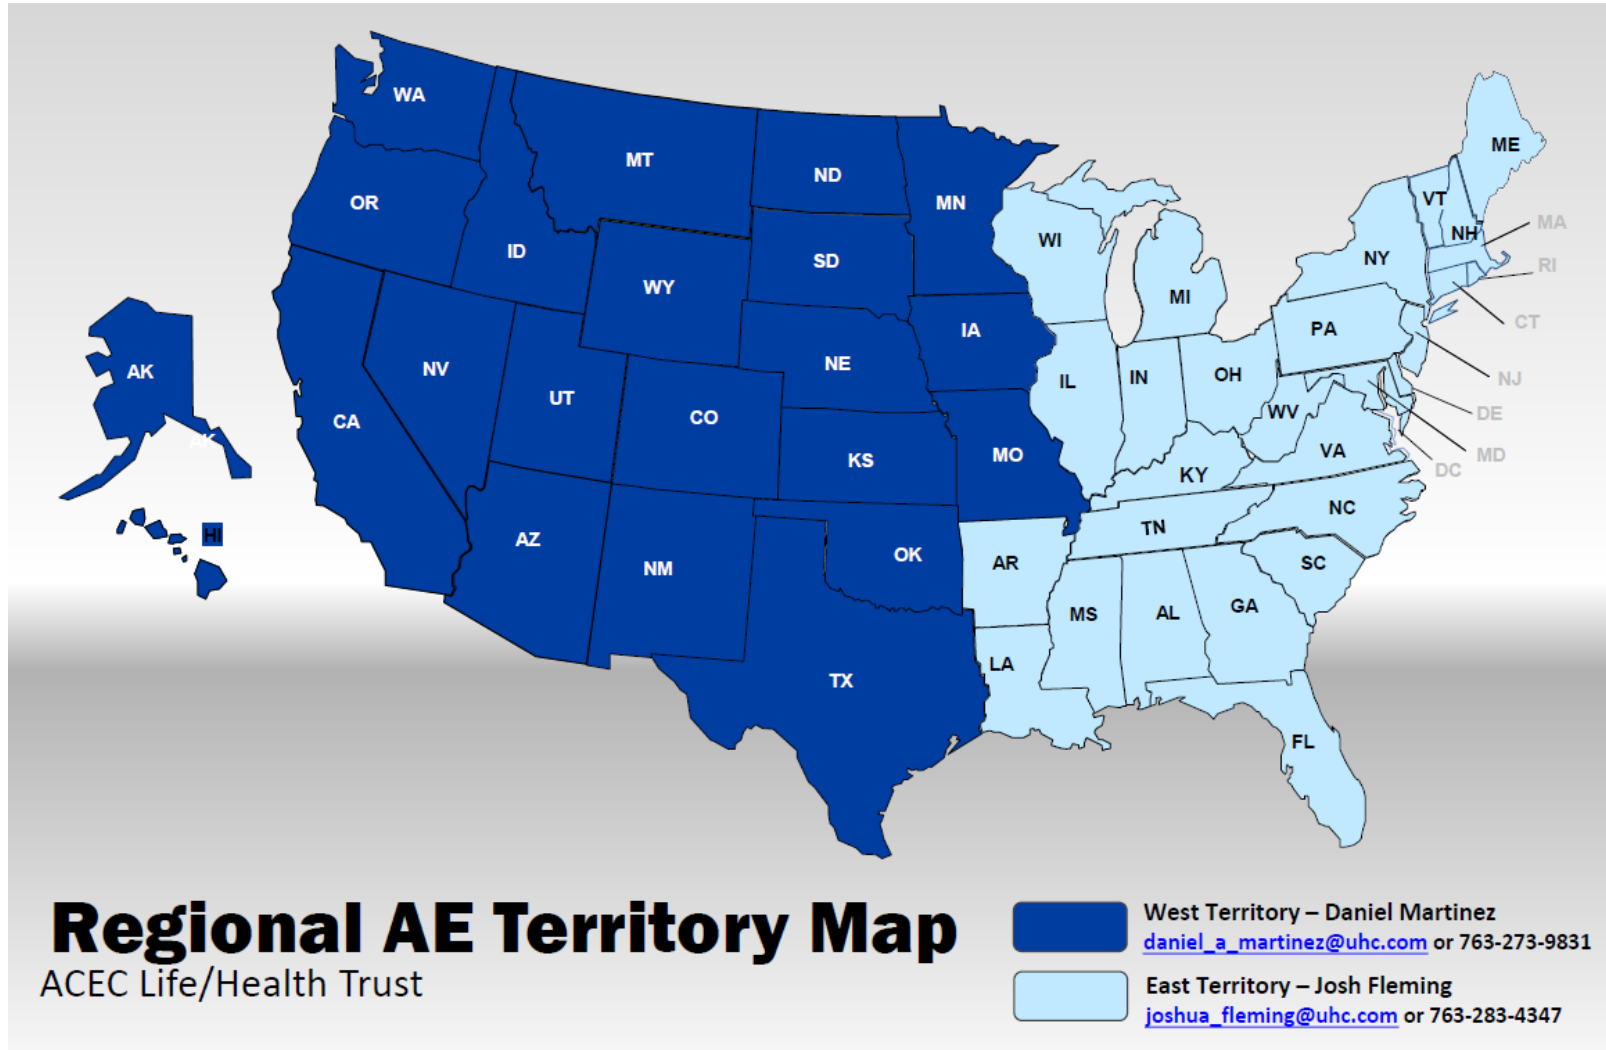 WA
MT
ND
MN
OR
ID
SD
WY
WI
MI
ME
VT
NH
MA
NY
RI
CT
PA
NJ
IA
NE
NV
UT
CO
CA
AK
AK
IL
IN
OH
WV
VA
DE
MD
DC
KS
MO
KY
NC
TN
HI
AZ
NM
OK
AR
SC
MS
AL
GA
LA
TX
FL
Regional AE Territory Map
ACEC Life/Health Trust
West Territory – Daniel Martinez
daniel_a_martinez@uhc.com or 763-273-9831
East Territory – Josh Fleming
joshua_fleming@uhc.com or 763-283-4347